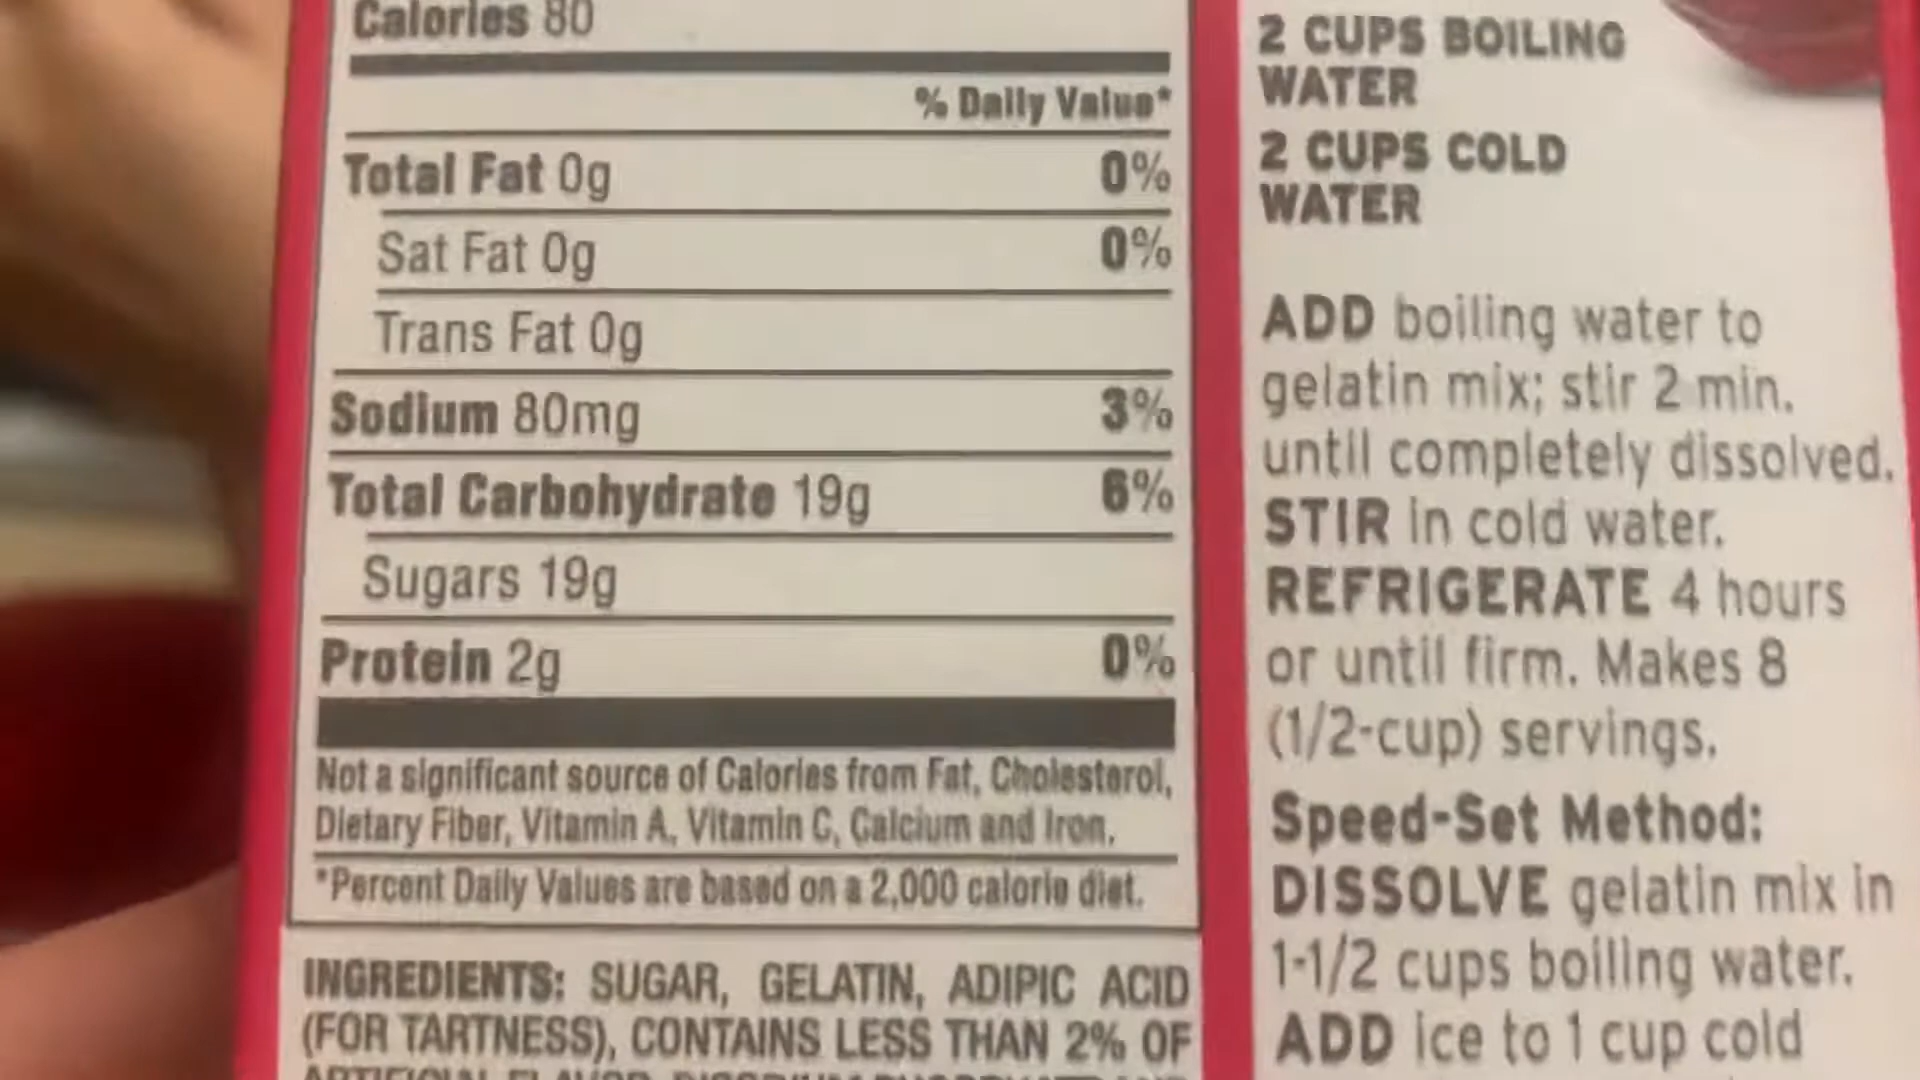 Calories 80
% Daily Value*
Total Fat 0g 0%
Sat Fat 0g 0%
Trans Fat 0g
Sodium 80mg 3%
Total Carbohydrate 19g 6%
Sugars 19g
Protein 2g 0%
Not a significant source of Calories from Fat, Cholesterol,
Dietary Fiber, Vitamin A, Vitamin C, Calcium and Iron.
*Percent Daily Values are based on a 2,000 calorie diet.
INGREDIENTS: SUGAR, GELATIN, ADIPIC ACID
(FOR TARTNESS), CONTAINS LESS THAN 2% OF
2 CUPS BOILING
WATER
2 CUPS COLD
WATER
ADD boiling water to
gelatin mix; stir 2 min.
until completely dissolved.
STIR in cold water.
REFRIGERATE 4 hours
or until firm. Makes 8
(1/2-cup) servings.
Speed-Set Method:
DISSOLVE gelatin mix in
1-1/2 cups boiling water.
ADD ice to 1 cup cold